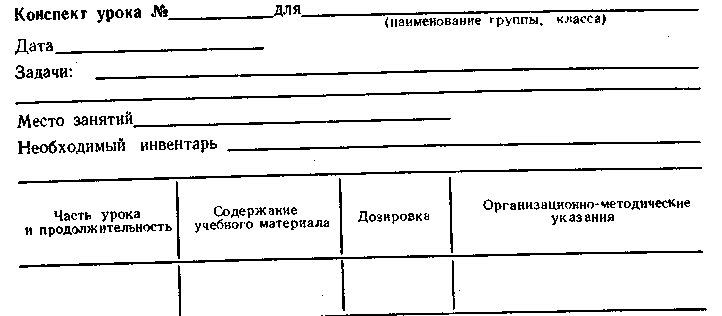 Конспект урока № для
(наименование группы, класса)
Дата
Задачи:
Место занятий
Необходимый инвентарь
Часть урока
и продолжительность
Содержание
учебного материала
Дозировка
Организационно-методические
указания